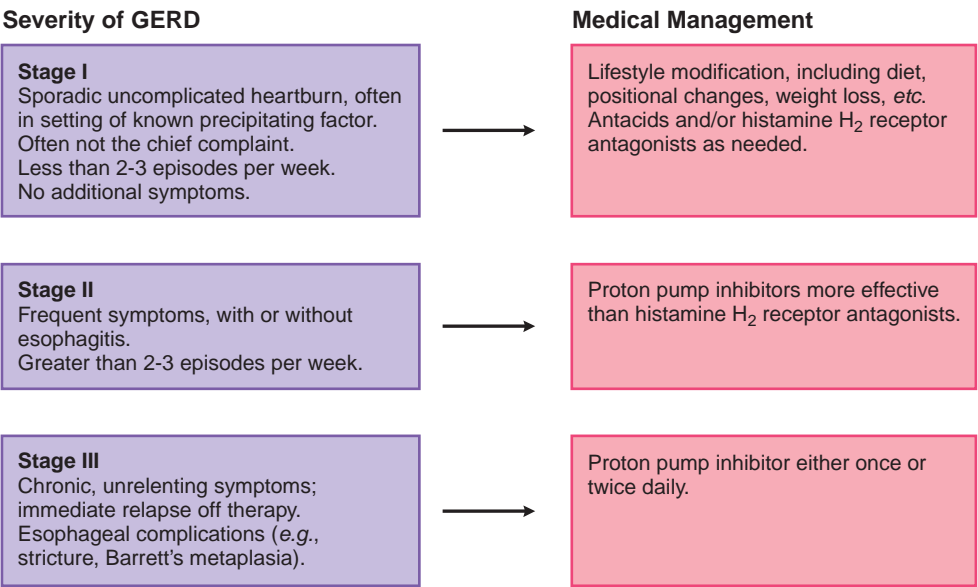 Severity of GERD
Medical Management
Stage I
Sporadic uncomplicated heartburn, often
in setting of known precipitating factor.
Often not the chief complaint.
Less than 2-3 episodes per week.
No additional symptoms.
Lifestyle modification, including diet,
positional changes, weight loss, etc.
Antacids and/or histamine H₂ receptor
antagonists as needed.
Stage II
Frequent symptoms, with or without
esophagitis.
Greater than 2-3 episodes per week.
Proton pump inhibitors more effective
than histamine H₂ receptor antagonists.
Stage III
Chronic, unrelenting symptoms;
immediate relapse off therapy.
Esophageal complications (e.g.,
stricture, Barrett's metaplasia).
Proton pump inhibitor either once or
twice daily.